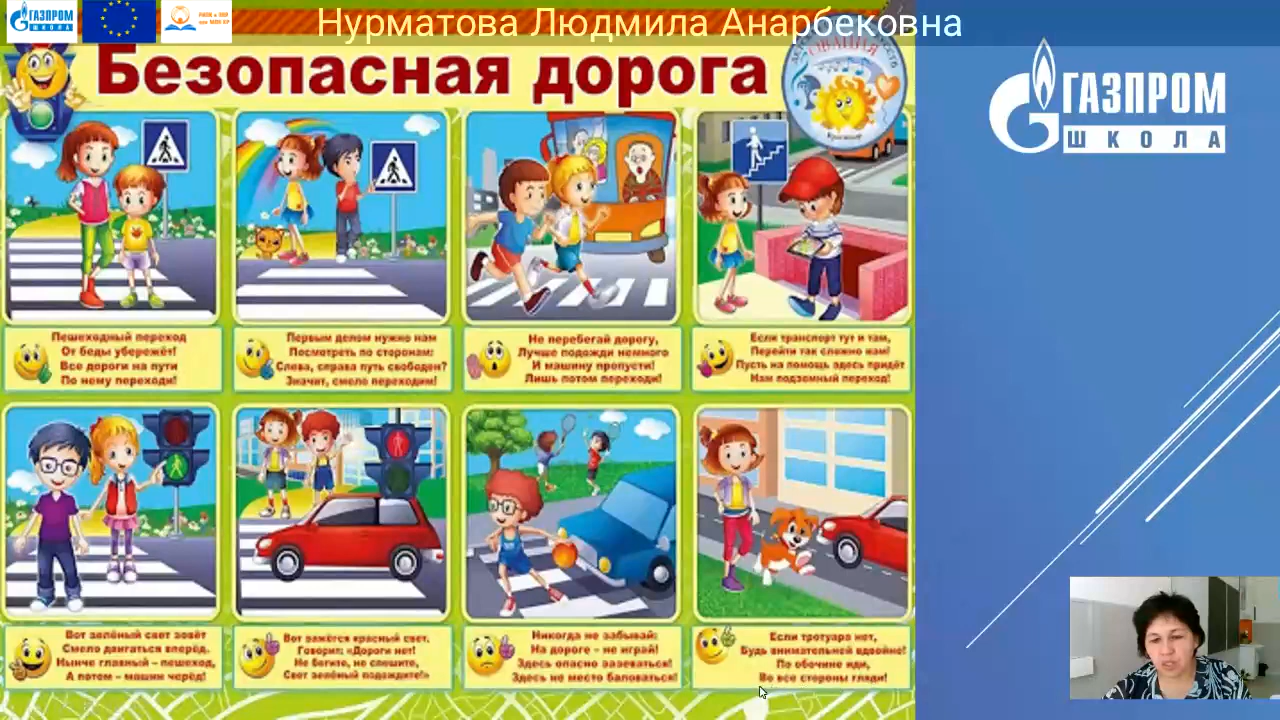 ГАЗПРОМ
ШКОЛА
Нурматова Людмила Анарбековна
Безопасная дорога
ГАЗПРОМ
ШКОЛА
Пешеходный переход
От беды убережёт!
Все дороги на пути
По нему переходи!
Первым делом нужно нам
Посмотреть по сторонам:
Слева, справа путь свободен?
Значит, смело переходим!
Не перебегай дорогу,
Лучше подожди немного
И машину пропусти!
Лишь потом переходи!
Если транспорт тут и там,
Перейти так сложно нам!
Пусть на помощь здесь придёт
Нам подземный переход!
Вот зелёный свет зовёт
Смело двигаться вперёд.
Нынче главный – пешеход,
А потом – машин черёд!
Вот зажёгся красный свет.
Говорит: «Дороги нет!
Не бегите, не спешите,
Свет зелёный подождите!»
Никогда не забывай:
На дороге – не играй!
Здесь опасно зазеваться!
Здесь не место баловаться!
Если тротуара нет,
Будь внимательней вдвойне!
По обочине иди,
Во все стороны гляди!